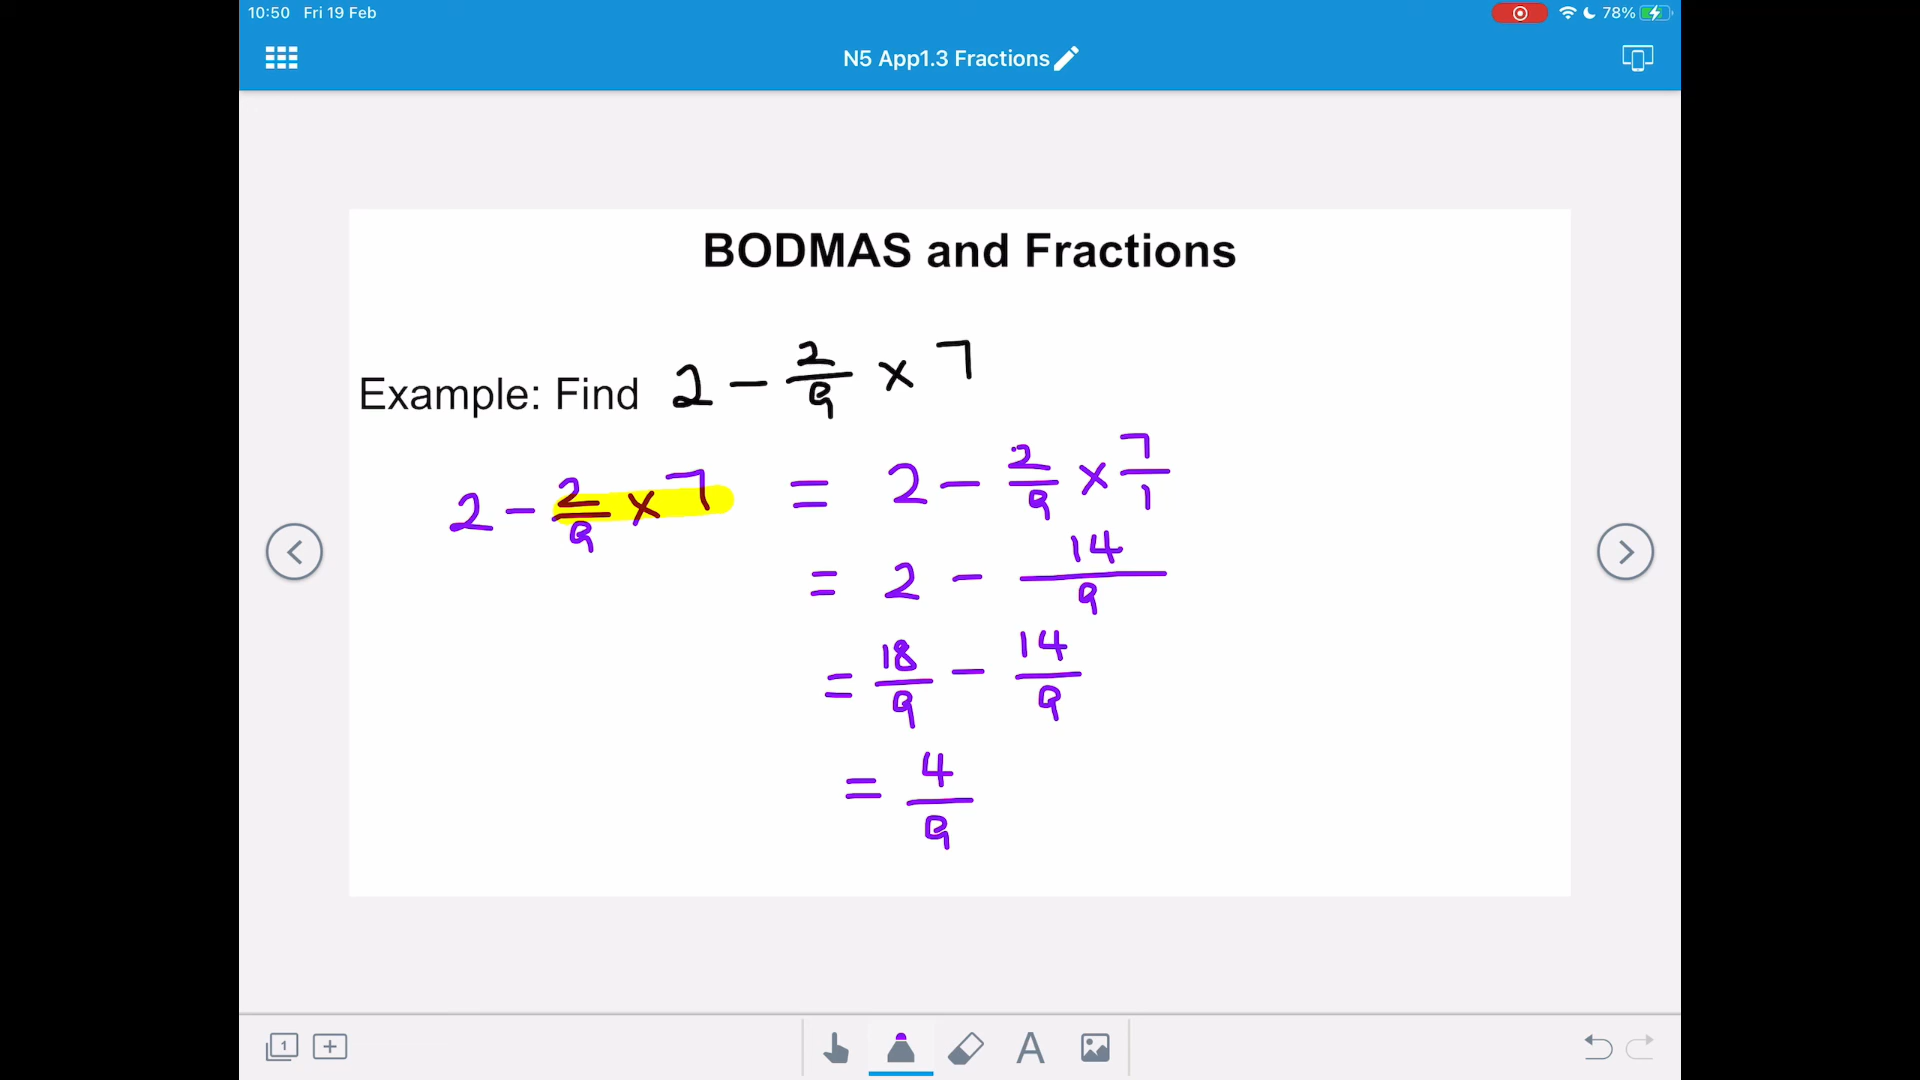 10:50 Fri 19 Feb 78%
N5 App1.3 Fractions
BODMAS and Fractions
Example: Find 2 - 2/9 × 7
2 - 2/9 × 7 = 2 - 2/9 × 7/1
= 2 - 14/9
= 18/9 - 14/9
= 4/9
1 A